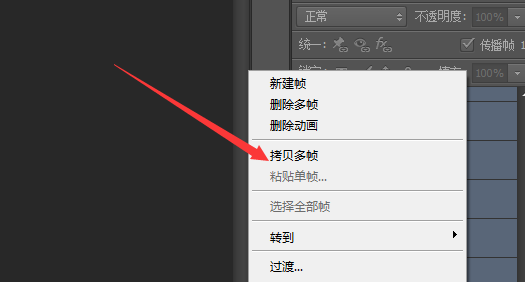 正常 不透明度: 100%
统一: 传播帧 1
锁定: 填充: 100%
新建帧
删除多帧
删除动画
拷贝多帧
粘贴单帧...
选择全部帧
转到
过渡...